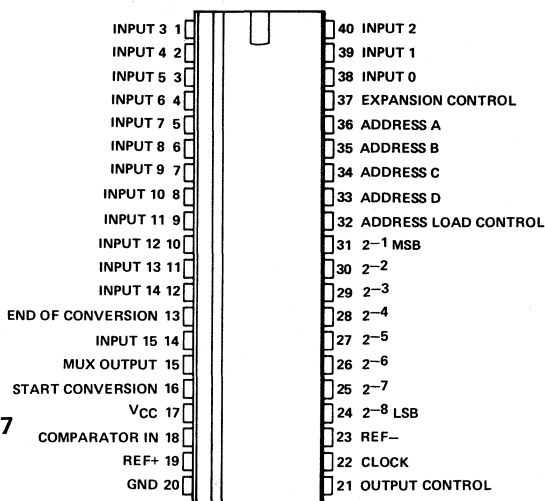 INPUT 3 1 40 INPUT 2
INPUT 4 2 39 INPUT 1
INPUT 5 3 38 INPUT 0
INPUT 6 4 37 EXPANSION CONTROL
INPUT 7 5 36 ADDRESS A
INPUT 8 6 35 ADDRESS B
INPUT 9 7 34 ADDRESS C
INPUT 10 8 33 ADDRESS D
INPUT 11 9 32 ADDRESS LOAD CONTROL
INPUT 12 10 31 2−1 MSB
INPUT 13 11 30 2−2
INPUT 14 12 29 2−3
END OF CONVERSION 13 28 2−4
INPUT 15 14 27 2−5
MUX OUTPUT 15 26 2−6
START CONVERSION 16 25 2−7
VCC 17 24 2−8 LSB
7
COMPARATOR IN 18 23 REF−
REF+ 19 22 CLOCK
GND 20 21 OUTPUT CONTROL